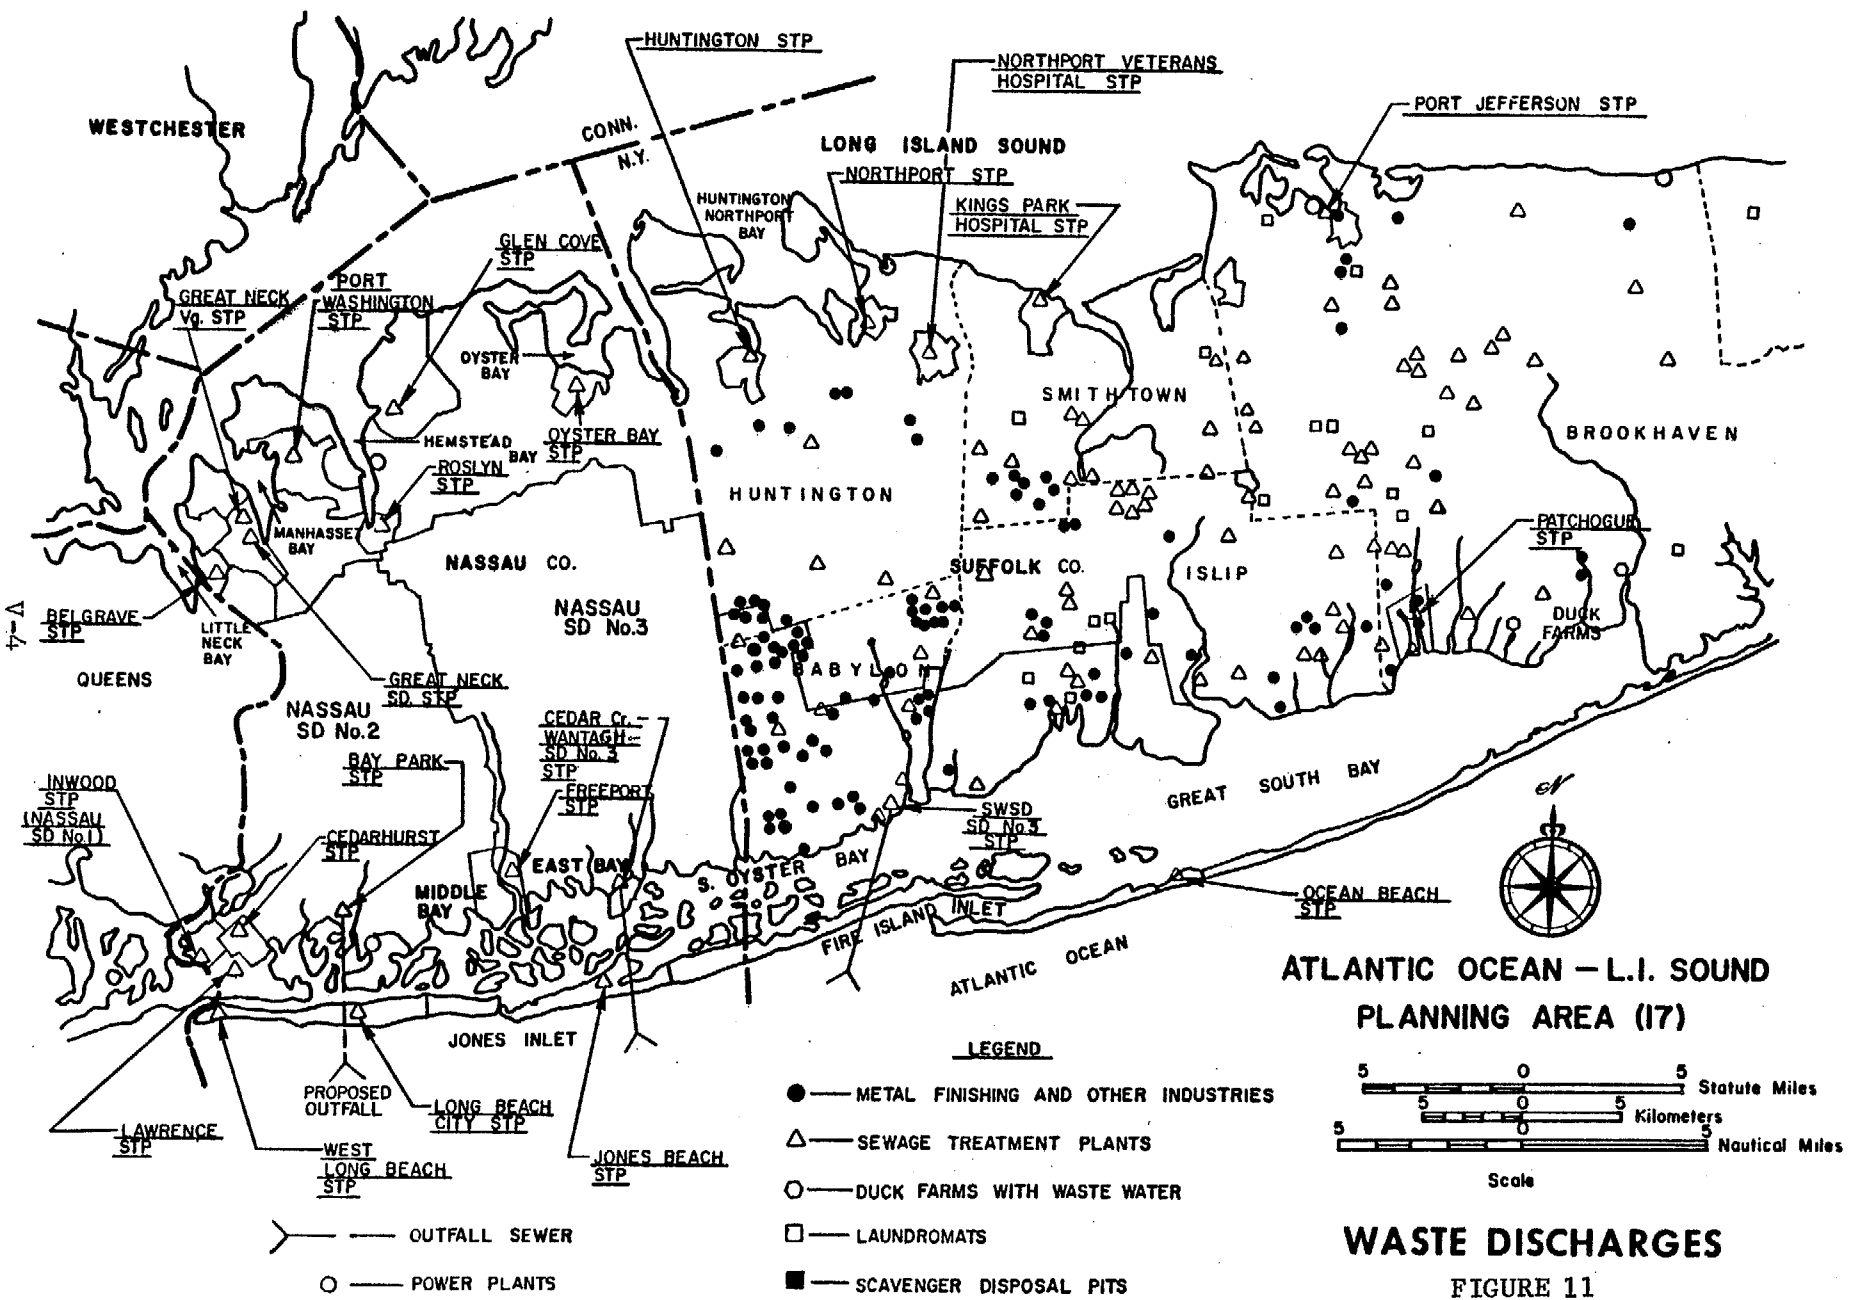 HUNTINGTON STP
NORTHPORT VETERANS
HOSPITAL STP
PORT JEFFERSON STP
WESTCHESTER
CONN.
N.Y.
LONG ISLAND SOUND
NORTHPORT STP
HUNTINGTON
NORTHPORT
BAY
KINGS PARK
HOSPITAL STP
GLEN COVE
STP
PORT
WASHINGTON
STP
GREAT NECK
Vg. STP
OYSTER
BAY
SMITHTOWN
BROOKHAVEN
HEMSTEAD
BAY
OYSTER BAY
STP
ROSLYN
STP
HUNTINGTON
MANHASSET
BAY
PATCHOGUE
STP
NASSAU CO.
SUFFOLK CO.
ISLIP
NASSAU
SD No.3
BELGRAVE
STP
LITTLE
NECK
BAY
DUCK
FARMS
V-44
QUEENS
BABYLON
GREAT NECK
SD. STP
NASSAU
SD No.2
CEDAR Cr.
WANTAGH
SD No. 3
STP
BAY PARK
STP
FREEPORT
STP
INWOOD
STP
(NASSAU
SD No.1)
CEDARHURST
STP
GREAT SOUTH BAY
N
SWSD
SD No 3
STP
EAST BAY
S. OYSTER BAY
MIDDLE
BAY
OCEAN BEACH
STP
FIRE ISLAND INLET
ATLANTIC OCEAN
JONES INLET
PROPOSED
OUTFALL
LONG BEACH
CITY STP
LAWRENCE
STP
WEST
LONG BEACH
STP
JONES BEACH
STP
ATLANTIC OCEAN – L.I. SOUND
PLANNING AREA (17)
5 0 5
Statute Miles
5 0 5
Kilometers
5 0 5
Nautical Miles
Scale
LEGEND
METAL FINISHING AND OTHER INDUSTRIES
SEWAGE TREATMENT PLANTS
DUCK FARMS WITH WASTE WATER
LAUNDROMATS
SCAVENGER DISPOSAL PITS
OUTFALL SEWER
POWER PLANTS
WASTE DISCHARGES
FIGURE 11